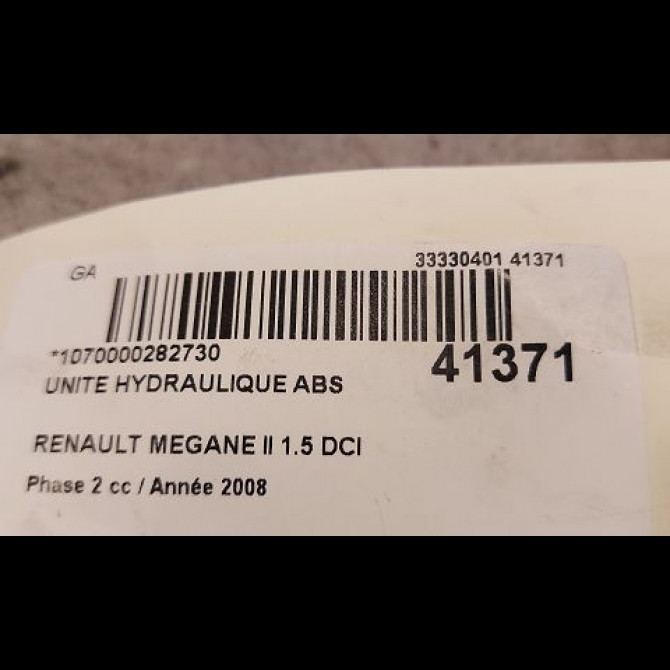 GA 33330401 41371
*1070000282730 41371
UNITE HYDRAULIQUE ABS
RENAULT MEGANE II 1.5 DCI
Phase 2 cc / Année 2008